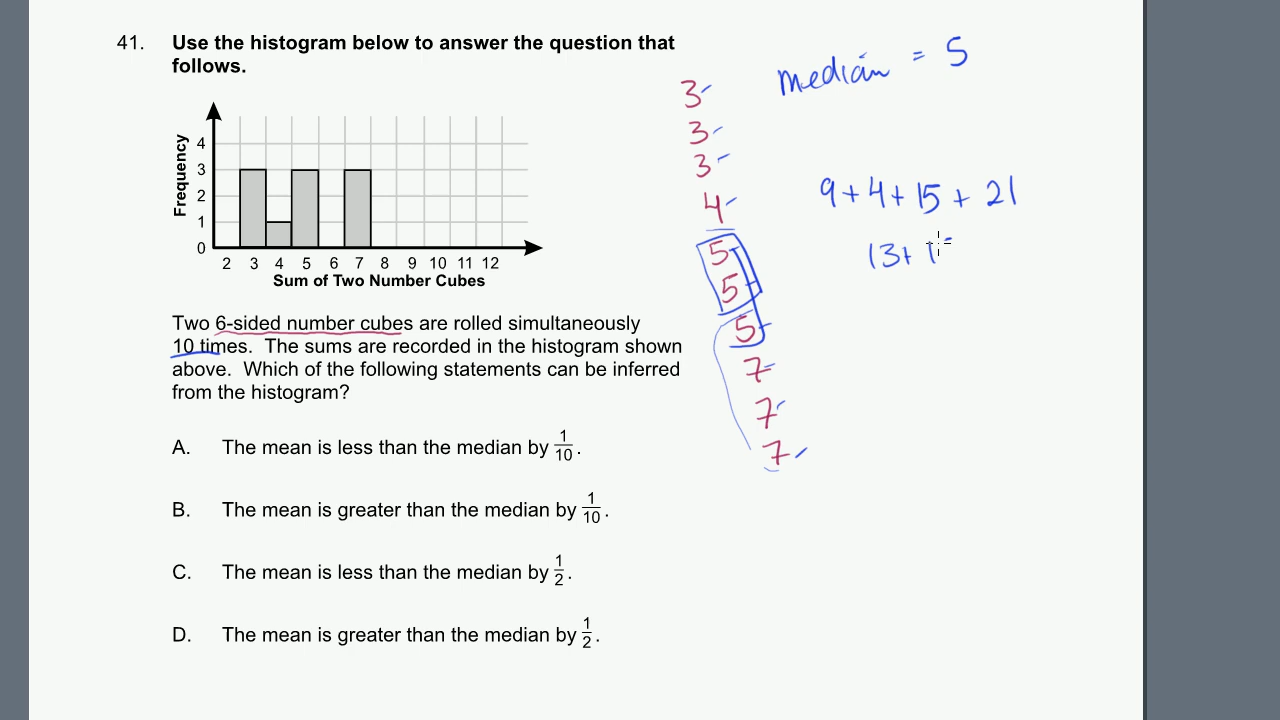 41. Use the histogram below to answer the question that
follows.
Frequency
4
3
2
1
0
2 3 4 5 6 7 8 9 10 11 12
Sum of Two Number Cubes
Two 6-sided number cubes are rolled simultaneously
10 times. The sums are recorded in the histogram shown
above. Which of the following statements can be inferred
from the histogram?
A. The mean is less than the median by 1/10.
B. The mean is greater than the median by 1/10.
C. The mean is less than the median by 1/2.
D. The mean is greater than the median by 1/2.
3
3
3
4
5
5
5
7
7
7
median = 5
9+4+15+21
13+